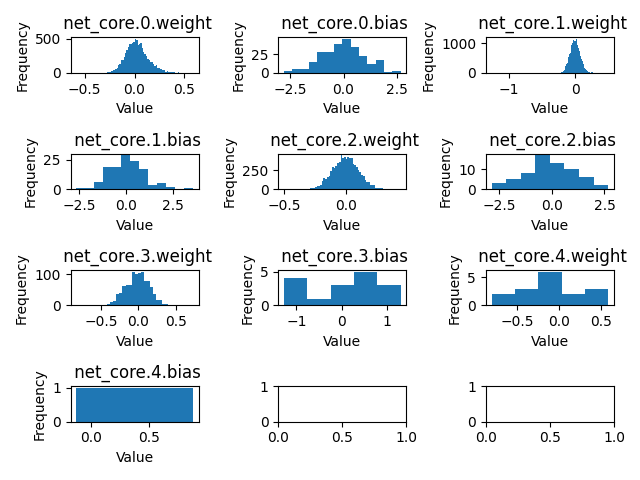 net_core.0.weight
Frequency
500
0
−0.5
0.0
0.5
Value
net_core.0.bias
Frequency
25
0
−2.5
0.0
2.5
Value
net_core.1.weight
Frequency
1000
0
−1
0
Value
net_core.1.bias
Frequency
25
0
−2.5
0.0
2.5
Value
net_core.2.weight
Frequency
250
0
−0.5
0.0
Value
net_core.2.bias
Frequency
10
0
−2.5
0.0
2.5
Value
net_core.3.weight
Frequency
100
0
−0.5
0.0
0.5
Value
net_core.3.bias
Frequency
5
0
−1
0
1
Value
net_core.4.weight
Frequency
5
0
−0.5
0.0
0.5
Value
net_core.4.bias
Frequency
1
0
0.0
0.5
Value
1
0
0.0
0.5
1.0
1
0
0.0
0.5
1.0